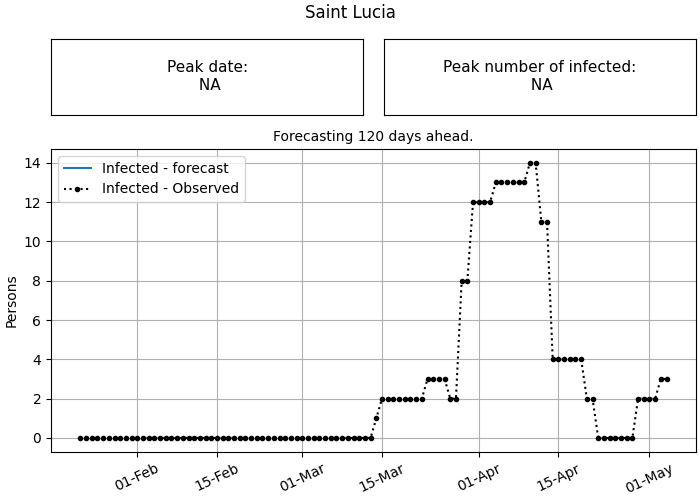 Saint Lucia
Peak date:
NA
Peak number of infected:
NA
Forecasting 120 days ahead.
Infected - forecast
Infected - Observed
Persons
14
12
10
8
6
4
2
0
01-Feb
15-Feb
01-Mar
15-Mar
01-Apr
15-Apr
01-May